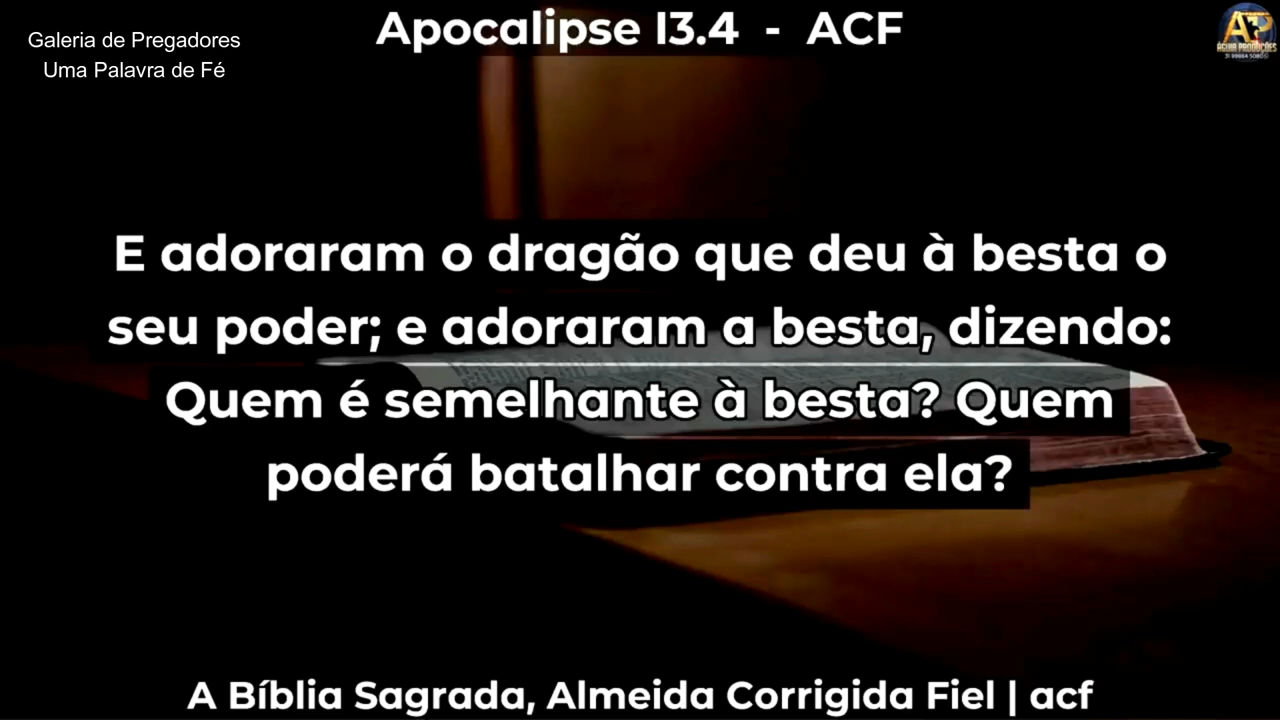 Apocalipse I3.4 - ACF
Galeria de Pregadores
Uma Palavra de Fé
E adoraram o dragão que deu à besta o
seu poder; e adoraram a besta, dizendo:
Quem é semelhante à besta? Quem
poderá batalhar contra ela?
A Bíblia Sagrada, Almeida Corrigida Fiel | acf